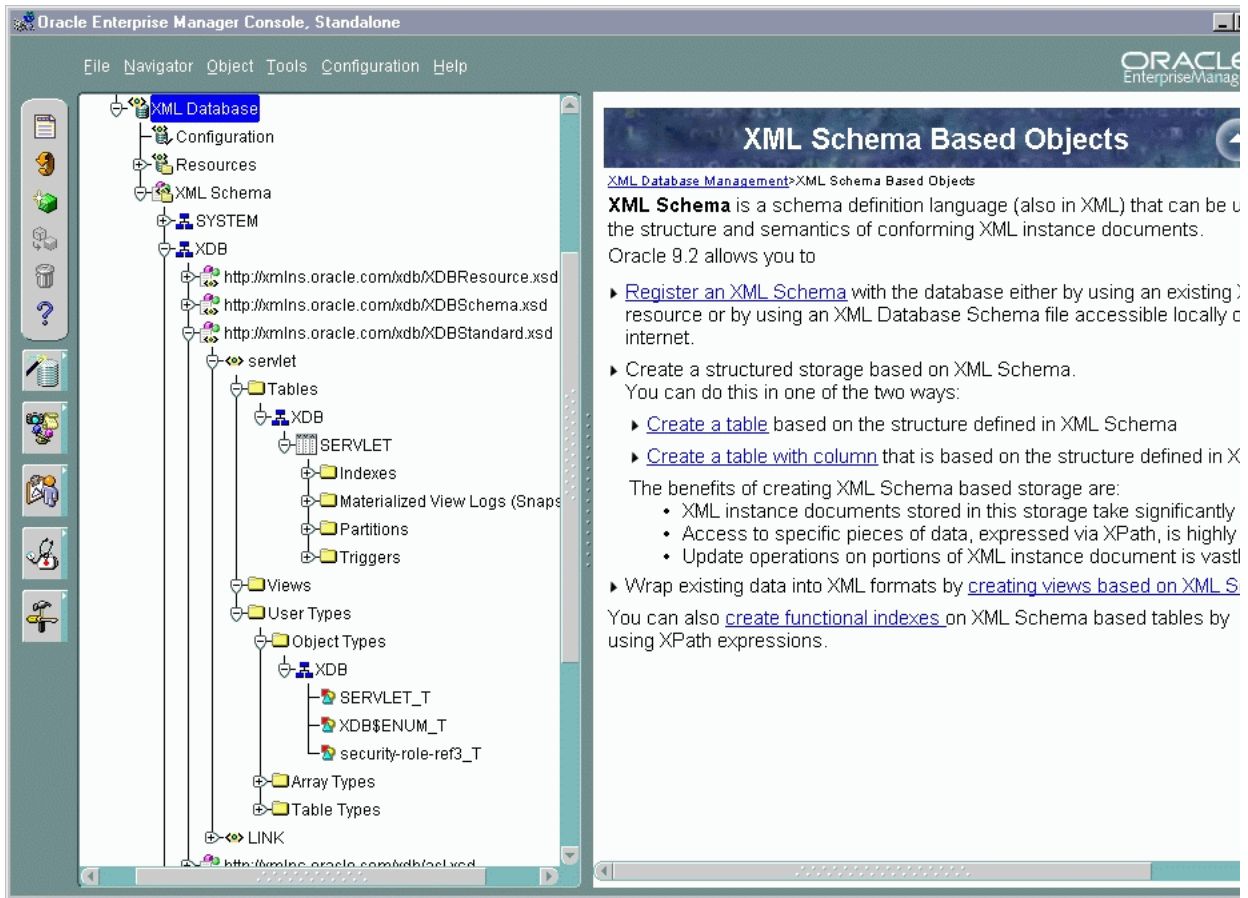 Oracle Enterprise Manager Console, Standalone
File Navigator Object Tools Configuration Help
ORACLE
EnterpriseManag
XML Database
Configuration
Resources
XML Schema
SYSTEM
XDB
http://xmlns.oracle.com/xdb/XDBResource.xsd
http://xmlns.oracle.com/xdb/XDBSchema.xsd
http://xmlns.oracle.com/xdb/XDBStandard.xsd
servlet
Tables
XDB
SERVLET
Indexes
Materialized View Logs (Snaps
Partitions
Triggers
Views
User Types
Object Types
XDB
SERVLET_T
XDB$ENUM_T
security-role-ref3_T
Array Types
Table Types
LINK
http://xmlns.oracle.com/xdb/acl.xsd
XML Schema Based Objects
XML Database Management>XML Schema Based Objects
XML Schema is a schema definition language (also in XML) that can be u
the structure and semantics of conforming XML instance documents.
Oracle 9.2 allows you to
Register an XML Schema with the database either by using an existing X
resource or by using an XML Database Schema file accessible locally o
internet.
Create a structured storage based on XML Schema.
You can do this in one of the two ways:
Create a table based on the structure defined in XML Schema
Create a table with column that is based on the structure defined in X
The benefits of creating XML Schema based storage are:
• XML instance documents stored in this storage take significantly
• Access to specific pieces of data, expressed via XPath, is highly
• Update operations on portions of XML instance document is vastl
Wrap existing data into XML formats by creating views based on XML S
You can also create functional indexes on XML Schema based tables by
using XPath expressions.